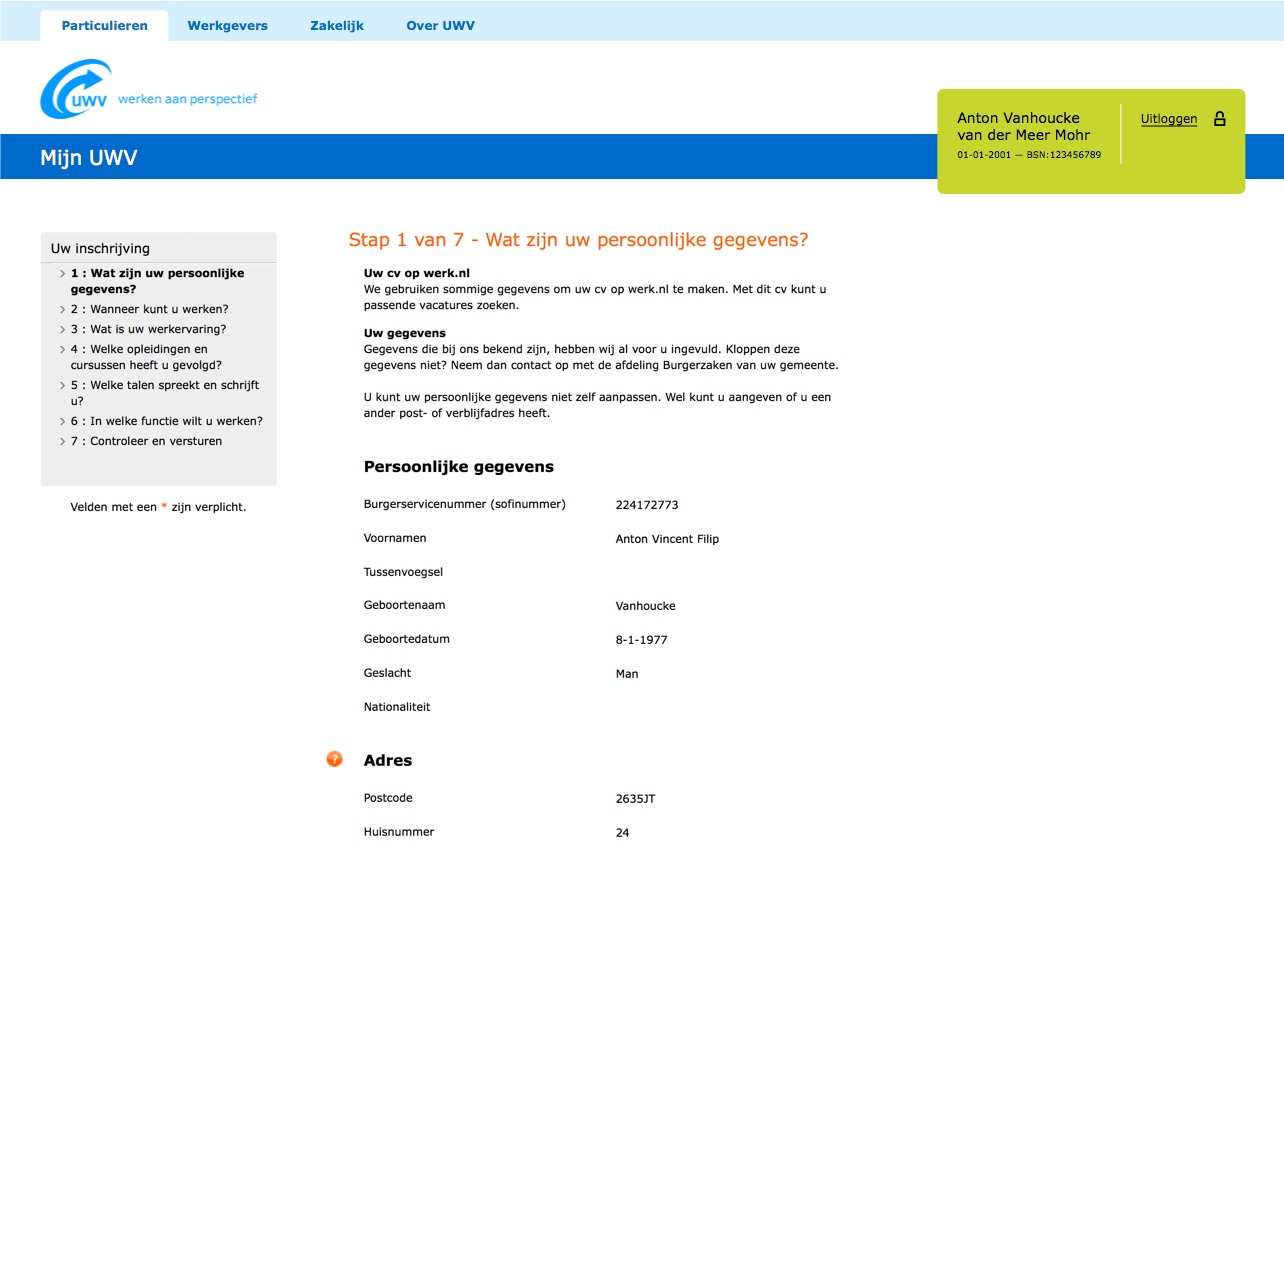 Particulieren Werkgevers Zakelijk Over UWV
UWV werken aan perspectief
Anton Vanhoucke
van der Meer Mohr
01-01-2001 — BSN:123456789
Uitloggen
Mijn UWV
Uw inschrijving
1 : Wat zijn uw persoonlijke
gegevens?
2 : Wanneer kunt u werken?
3 : Wat is uw werkervaring?
4 : Welke opleidingen en
cursussen heeft u gevolgd?
5 : Welke talen spreekt en schrijft
u?
6 : In welke functie wilt u werken?
7 : Controleer en versturen
Velden met een * zijn verplicht.
Stap 1 van 7 - Wat zijn uw persoonlijke gegevens?
Uw cv op werk.nl
We gebruiken sommige gegevens om uw cv op werk.nl te maken. Met dit cv kunt u
passende vacatures zoeken.
Uw gegevens
Gegevens die bij ons bekend zijn, hebben wij al voor u ingevuld. Kloppen deze
gegevens niet? Neem dan contact op met de afdeling Burgerzaken van uw gemeente.
U kunt uw persoonlijke gegevens niet zelf aanpassen. Wel kunt u aangeven of u een
ander post- of verblijfadres heeft.
Persoonlijke gegevens
Burgerservicenummer (sofinummer) 224172773
Voornamen Anton Vincent Filip
Tussenvoegsel
Geboortenaam Vanhoucke
Geboortedatum 8-1-1977
Geslacht Man
Nationaliteit
? Adres
Postcode 2635JT
Huisnummer 24